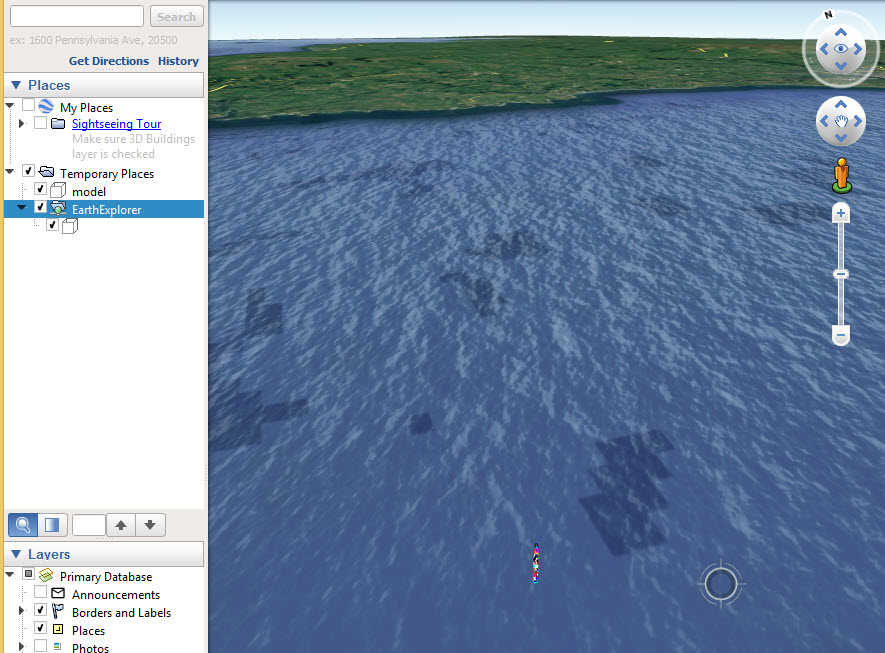 Search
ex: 1600 Pennsylvania Ave, 20500
Get Directions History
Places
My Places
Sightseeing Tour
Make sure 3D Buildings
layer is checked
Temporary Places
model
EarthExplorer
Layers
Primary Database
Announcements
Borders and Labels
Places
Photos
N